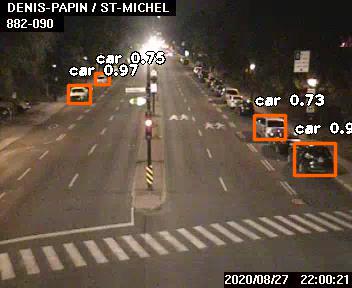 DENIS-PAPIN / ST-MICHEL
882-090
car 0.75
car 0.97
car 0.73
car 0.9
2020/08/27 22:00:21